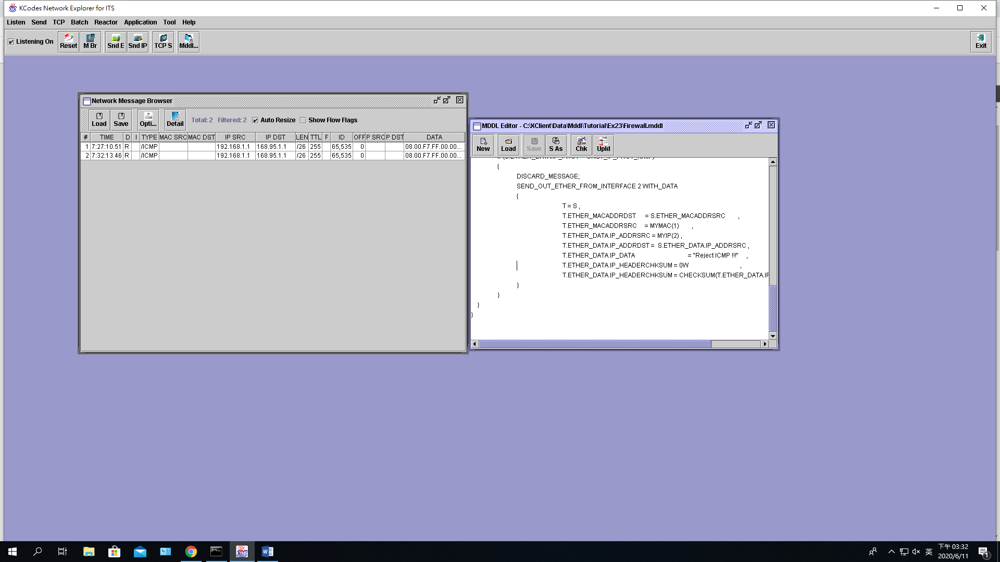 KCodes Network Explorer for ITS
Listen Send TCP Batch Reactor Application Tool Help
Listening On Reset M Br Snd E Snd IP TCP S Mddl... Exit
Network Message Browser
Load Save Opti... Detail Total: 2 Filtered: 2 Auto Resize Show Flow Flags
# TIME D I TYPE MAC SRC MAC DST IP SRC IP DST LEN TTL F ID OFF P SRC P DST DATA
1 7:27:10.51 R /ICMP 192.168.1.1 168.95.1.1 /26 255 65,535 0 08.00.F7.FF.00.00...
2 7:32:13.46 R /ICMP 192.168.1.1 168.95.1.1 /26 255 65,535 0 08.00.F7.FF.00.00...
MDDL Editor - C:\XClient\Data\Mddl\Tutorial\Ex23\Firewall.mddl
New Load Save S As Chk Upld
{
DISCARD_MESSAGE;
SEND_OUT_ETHER_FROM_INTERFACE 2 WITH_DATA
{
T = S ,
T.ETHER_MACADDRDST = S.ETHER_MACADDRSRC ,
T.ETHER_MACADDRSRC = MYMAC(1) ,
T.ETHER_DATA.IP_ADDRSRC = MYIP(2) ,
T.ETHER_DATA.IP_ADDRDST = S.ETHER_DATA.IP_ADDRSRC ,
T.ETHER_DATA.IP_DATA = "Reject ICMP !!!" ,
T.ETHER_DATA.IP_HEADERCHKSUM = 0W ,
T.ETHER_DATA.IP_HEADERCHKSUM = CHECKSUM(T.ETHER_DATA.IP
}
}
}
}
英 下午 03:32
2020/6/11 1